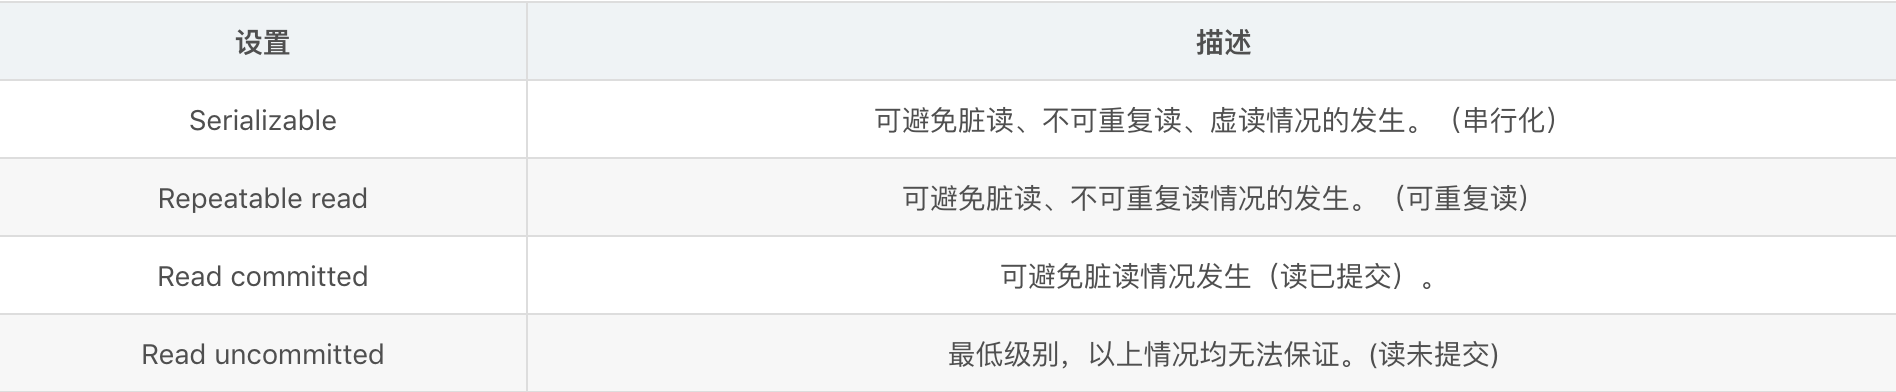 设置 描述
Serializable 可避免脏读、不可重复读、虚读情况的发生。（串行化）
Repeatable read 可避免脏读、不可重复读情况的发生。（可重复读）
Read committed 可避免脏读情况发生（读已提交）。
Read uncommitted 最低级别，以上情况均无法保证。(读未提交)